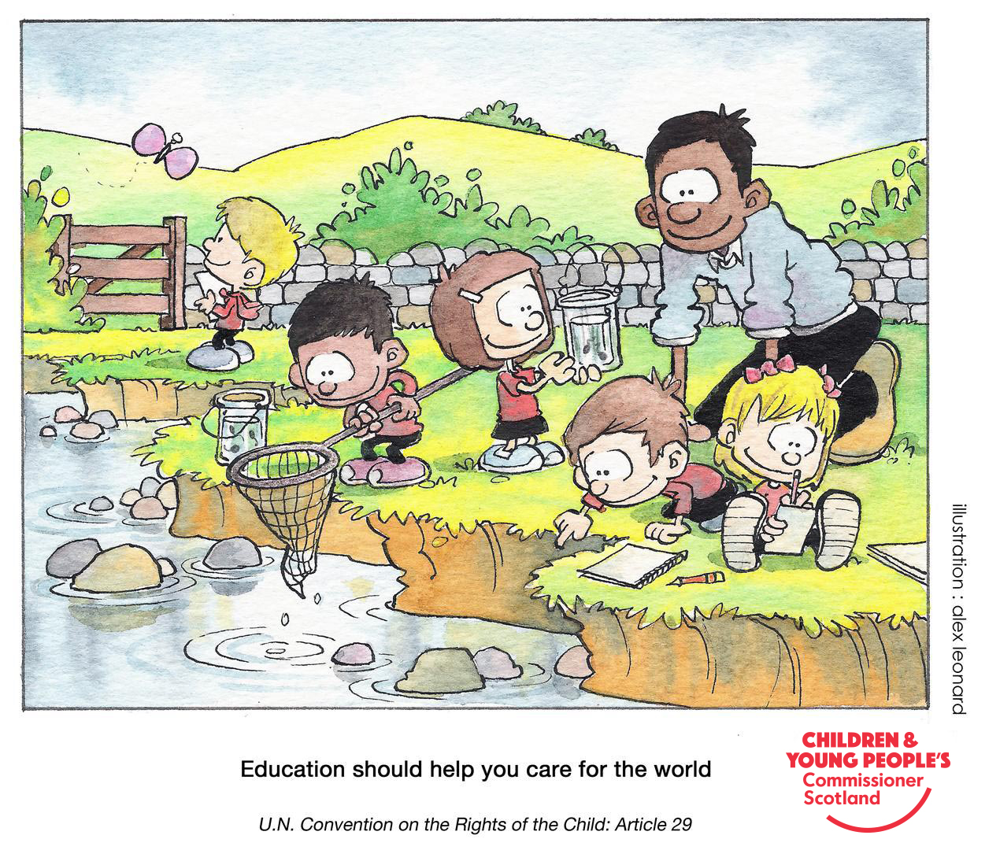 illustration : alex leonard
Education should help you care for the world
U.N. Convention on the Rights of the Child: Article 29
CHILDREN &
YOUNG PEOPLE'S
Commissioner
Scotland